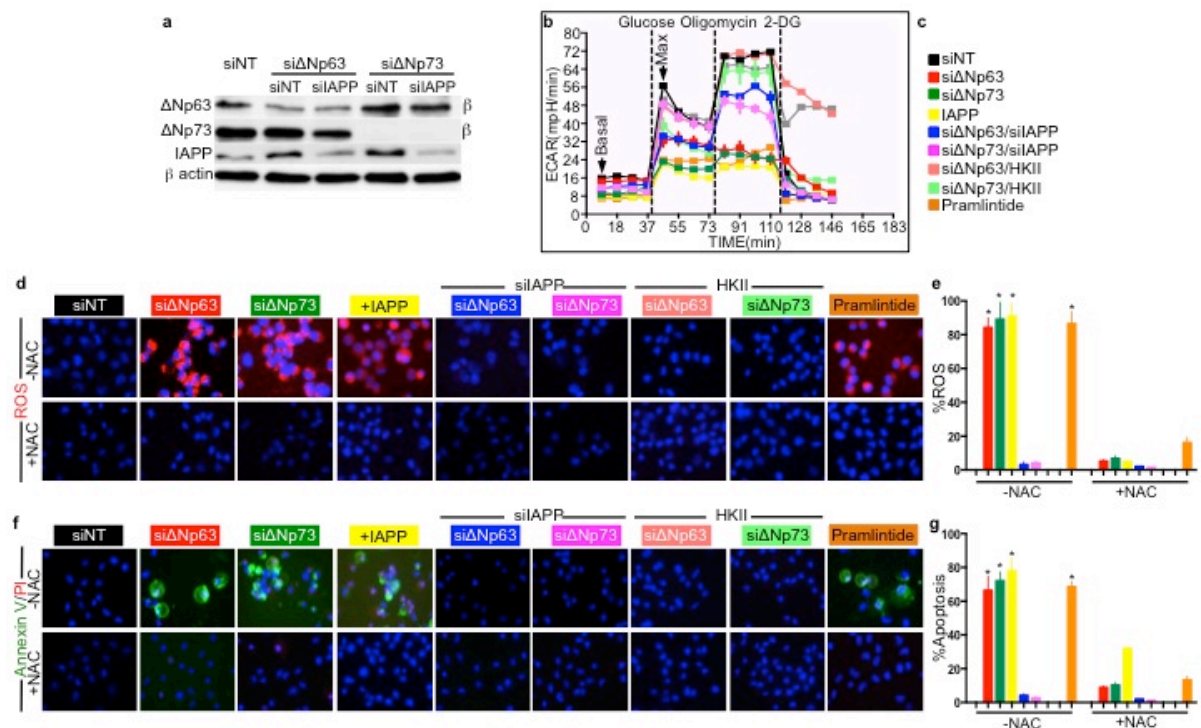 a
siNT siΔNp63 siΔNp73
siNT siIAPP siNT siIAPP
ΔNp63 β
ΔNp73 β
IAPP
β actin
b
Glucose Oligomycin 2-DG
Max
Basal
ECAR(mpH/min)
72
64
56
48
40
32
24
16
8
0
0 18 37 55 73 91 110 128 146 163 183
TIME(min)
c
siNT
siΔNp63
siΔNp73
IAPP
siΔNp63/siIAPP
siΔNp73/siIAPP
siΔNp63/HKII
siΔNp73/HKII
Pramlintide
d
siIAPP HKII
siNT siΔNp63 siΔNp73 +IAPP siΔNp63 siΔNp73 siΔNp63 siΔNp73 Pramlintide
ROS
-NAC
+NAC
e
%ROS
100
80
60
40
20
0
* * * *
-NAC +NAC
f
siIAPP HKII
siNT siΔNp63 siΔNp73 +IAPP siΔNp63 siΔNp73 siΔNp63 siΔNp73 Pramlintide
Annexin V/PI
-NAC
+NAC
g
%Apoptosis
100
80
60
40
20
0
* * * *
-NAC +NAC